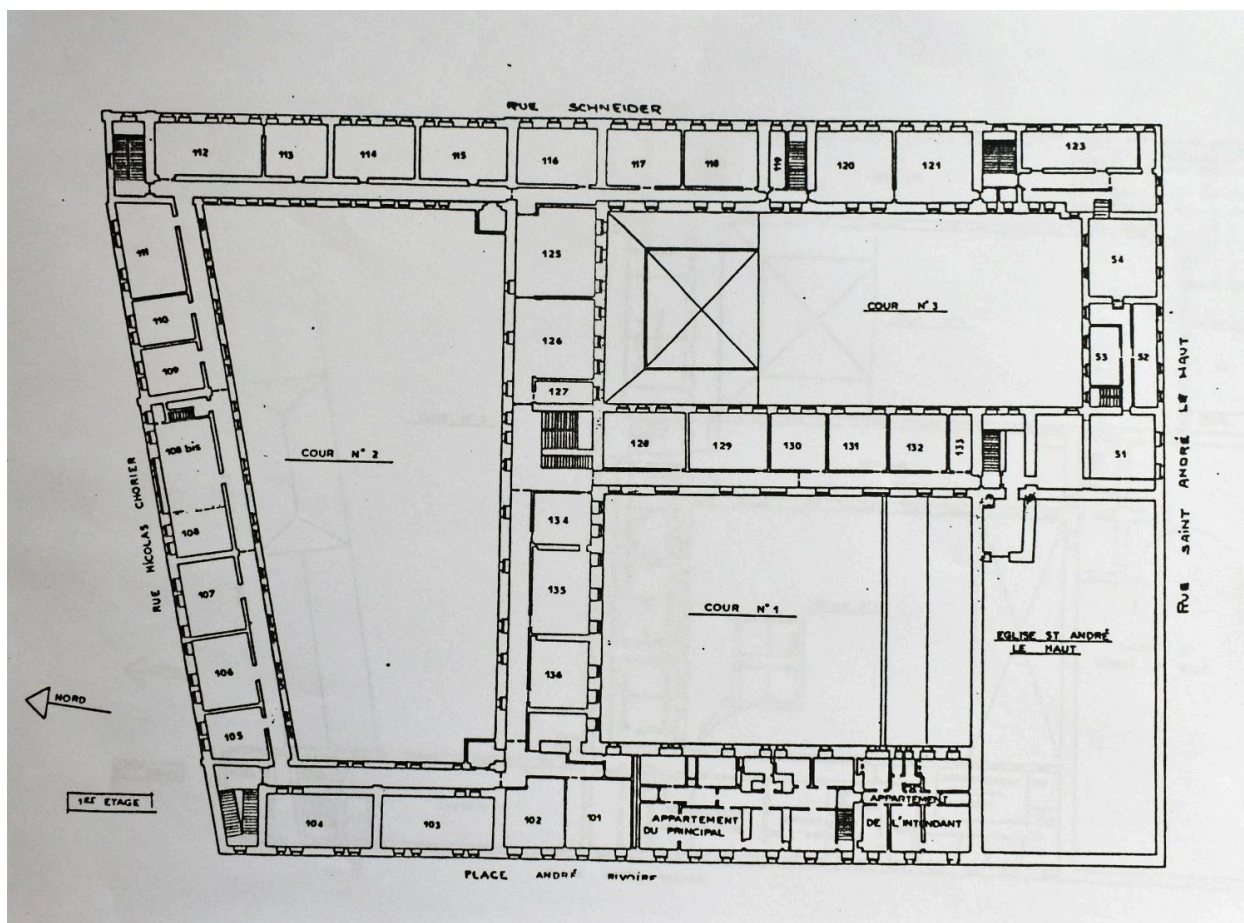 RUE SCHNEIDER
112
113
114
115
116
117
118
119
120
121
123
111
110
109
108 bis
108
107
106
105
125
126
127
54
53
52
51
COUR N° 3
COUR N° 2
128
129
130
131
132
133
134
135
136
COUR N° 1
EGLISE ST ANDRÉ
LE HAUT
RUE NICOLAS CHORIER
RUE SAINT ANDRÉ LE HAUT
NORD
1ER ETAGE
104
103
102
101
APPARTEMENT
DU PRINCIPAL
APPARTEMENT
DE L'INTENDANT
PLACE ANDRÉ RIVOIRE